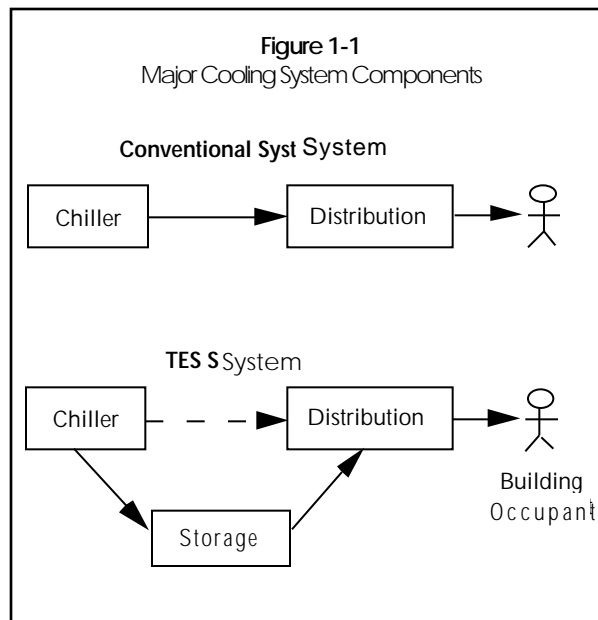 Figure 1-1
Major Cooling System Components
Conventional Syst System
Chiller
Distribution
TES S System
Chiller
Distribution
Storage
Building
Occupant